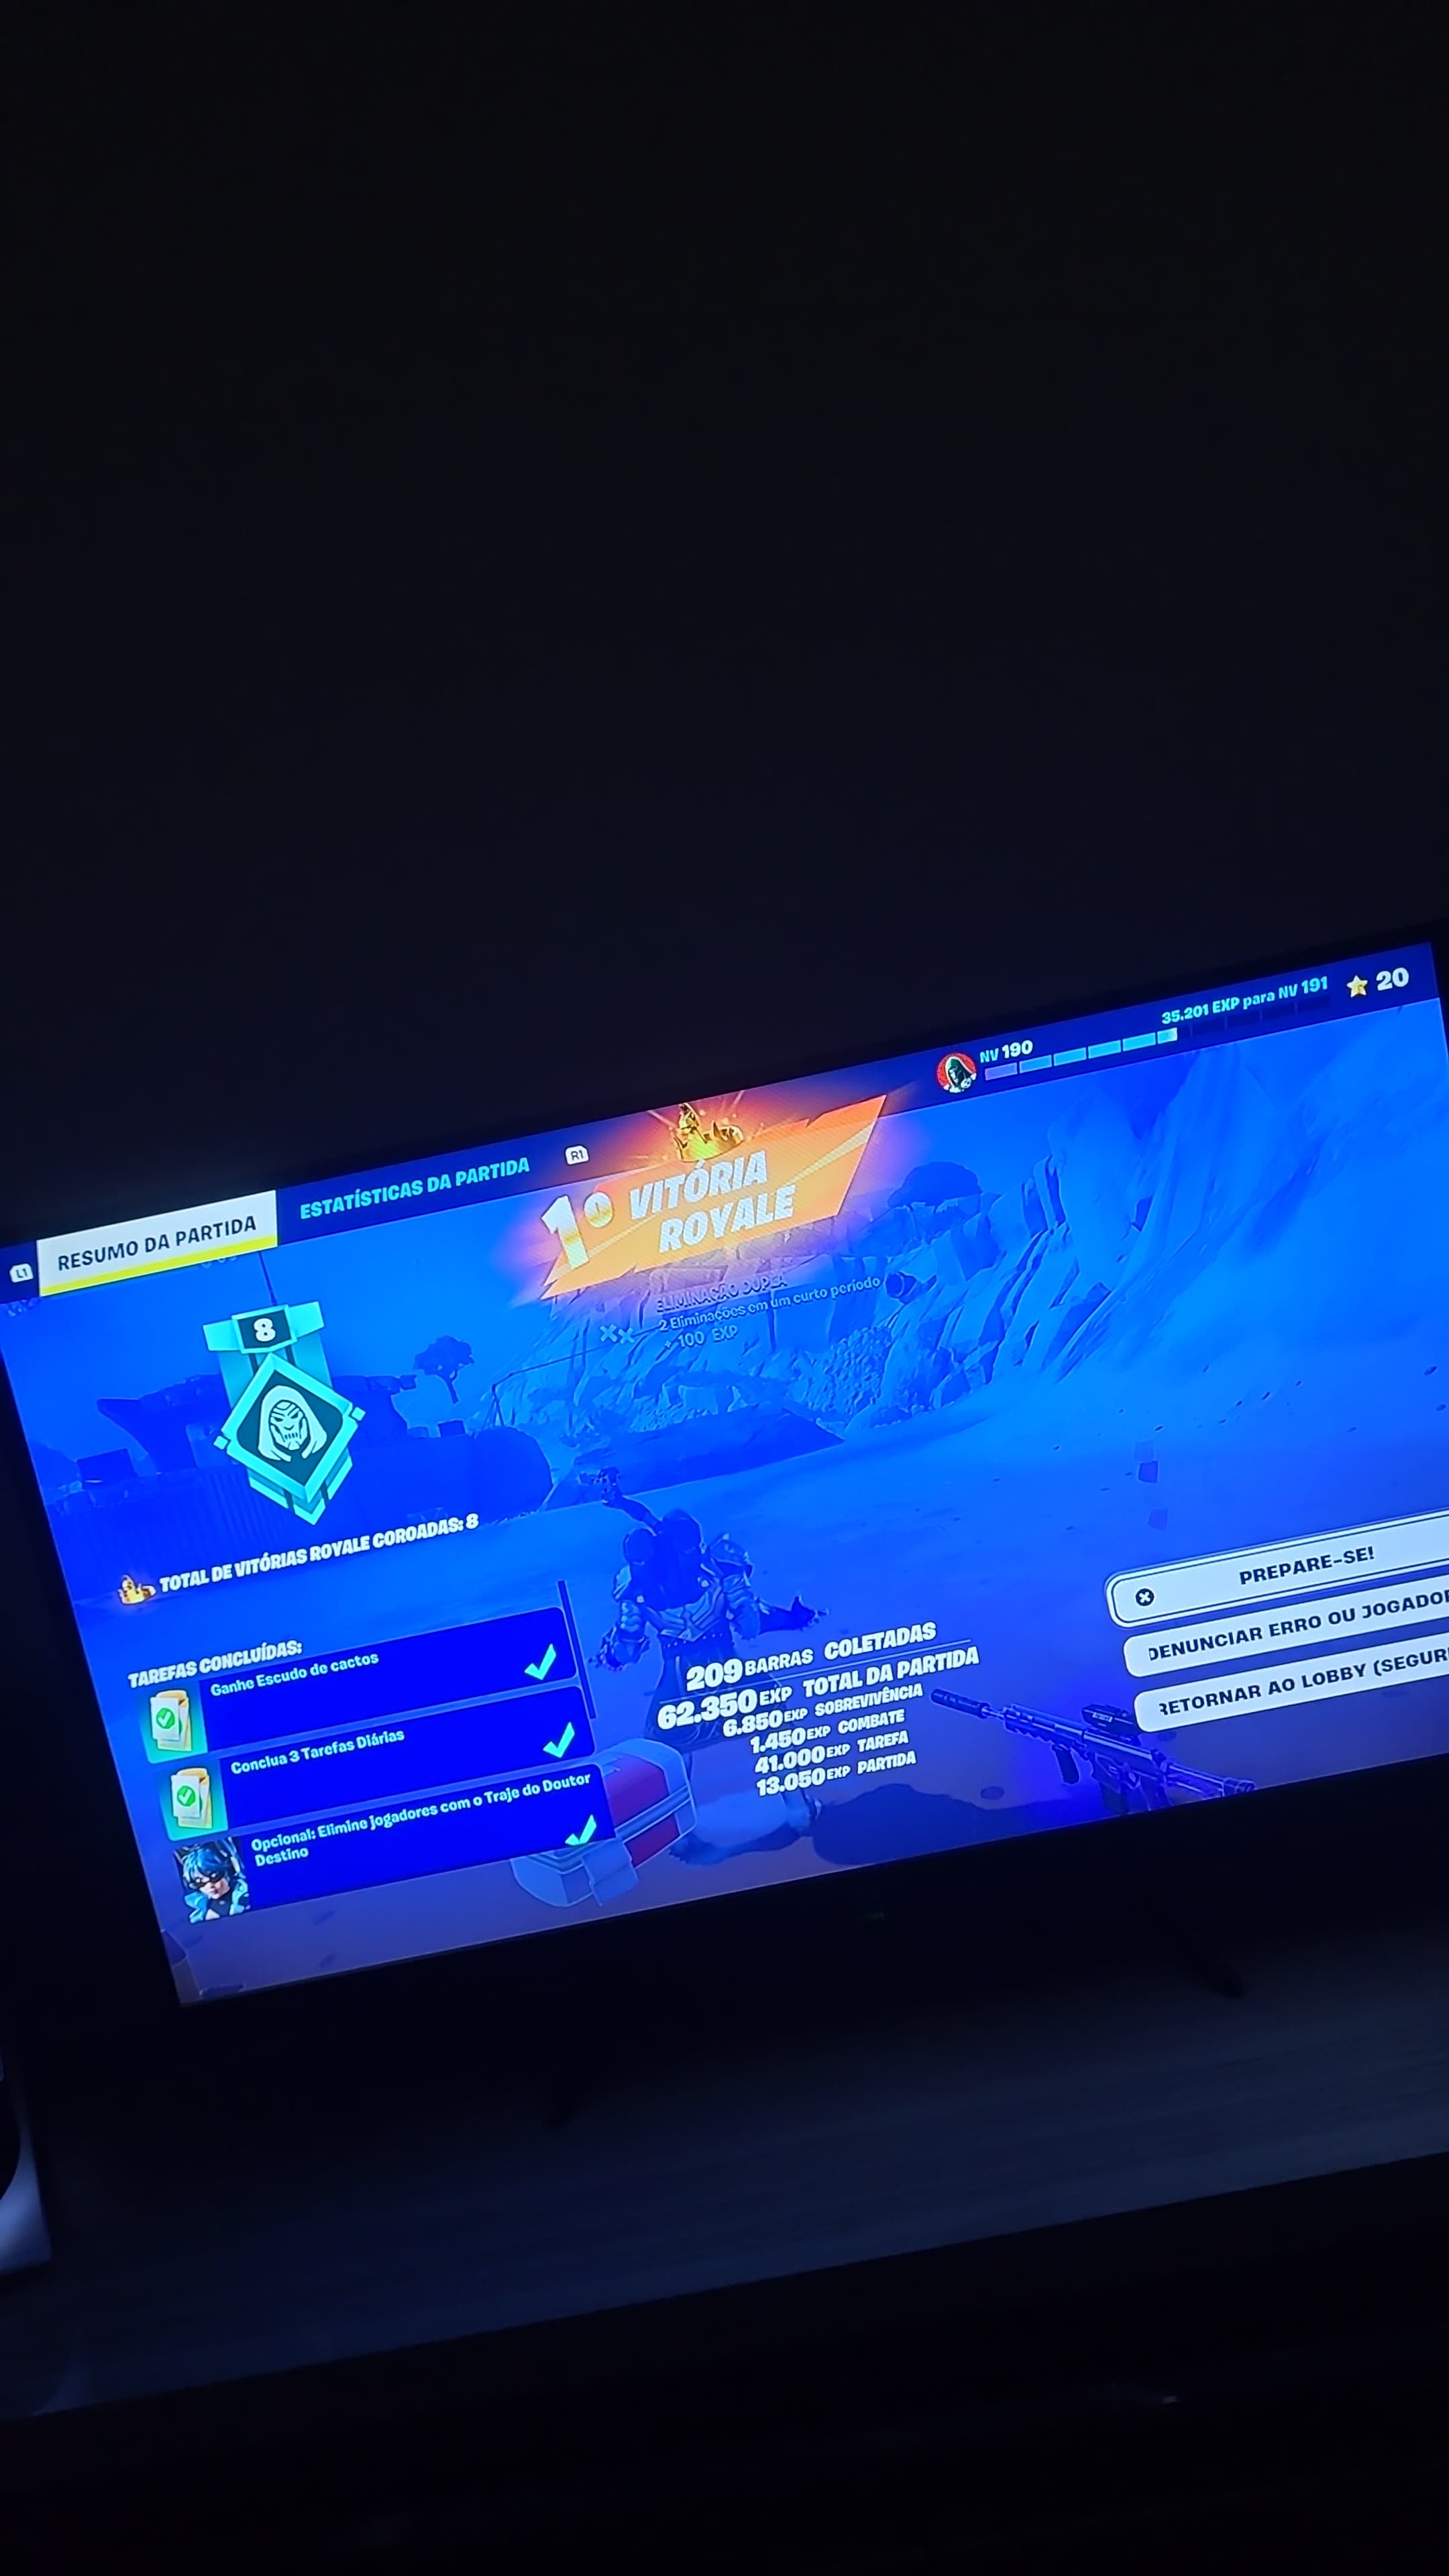 35.201 EXP para NV 191
20
NV 190
L1
RESUMO DA PARTIDA
ESTATÍSTICAS DA PARTIDA
R1
1º VITÓRIA
ROYALE
ELIMINAÇÃO DUPLA
2 Eliminações em um curto período
+ 100 EXP
8
TOTAL DE VITÓRIAS ROYALE COROADAS: 8
TAREFAS CONCLUÍDAS:
Ganhe Escudo de cactos
Conclua 3 Tarefas Diárias
Opcional: Elimine jogadores com o Traje do Doutor
Destino
209 BARRAS COLETADAS
62.350 EXP TOTAL DA PARTIDA
6.850 EXP SOBREVIVÊNCIA
1.450 EXP COMBATE
41.000 EXP TAREFA
13.050 EXP PARTIDA
PREPARE-SE!
DENUNCIAR ERRO OU JOGADOR
RETORNAR AO LOBBY (SEGUR